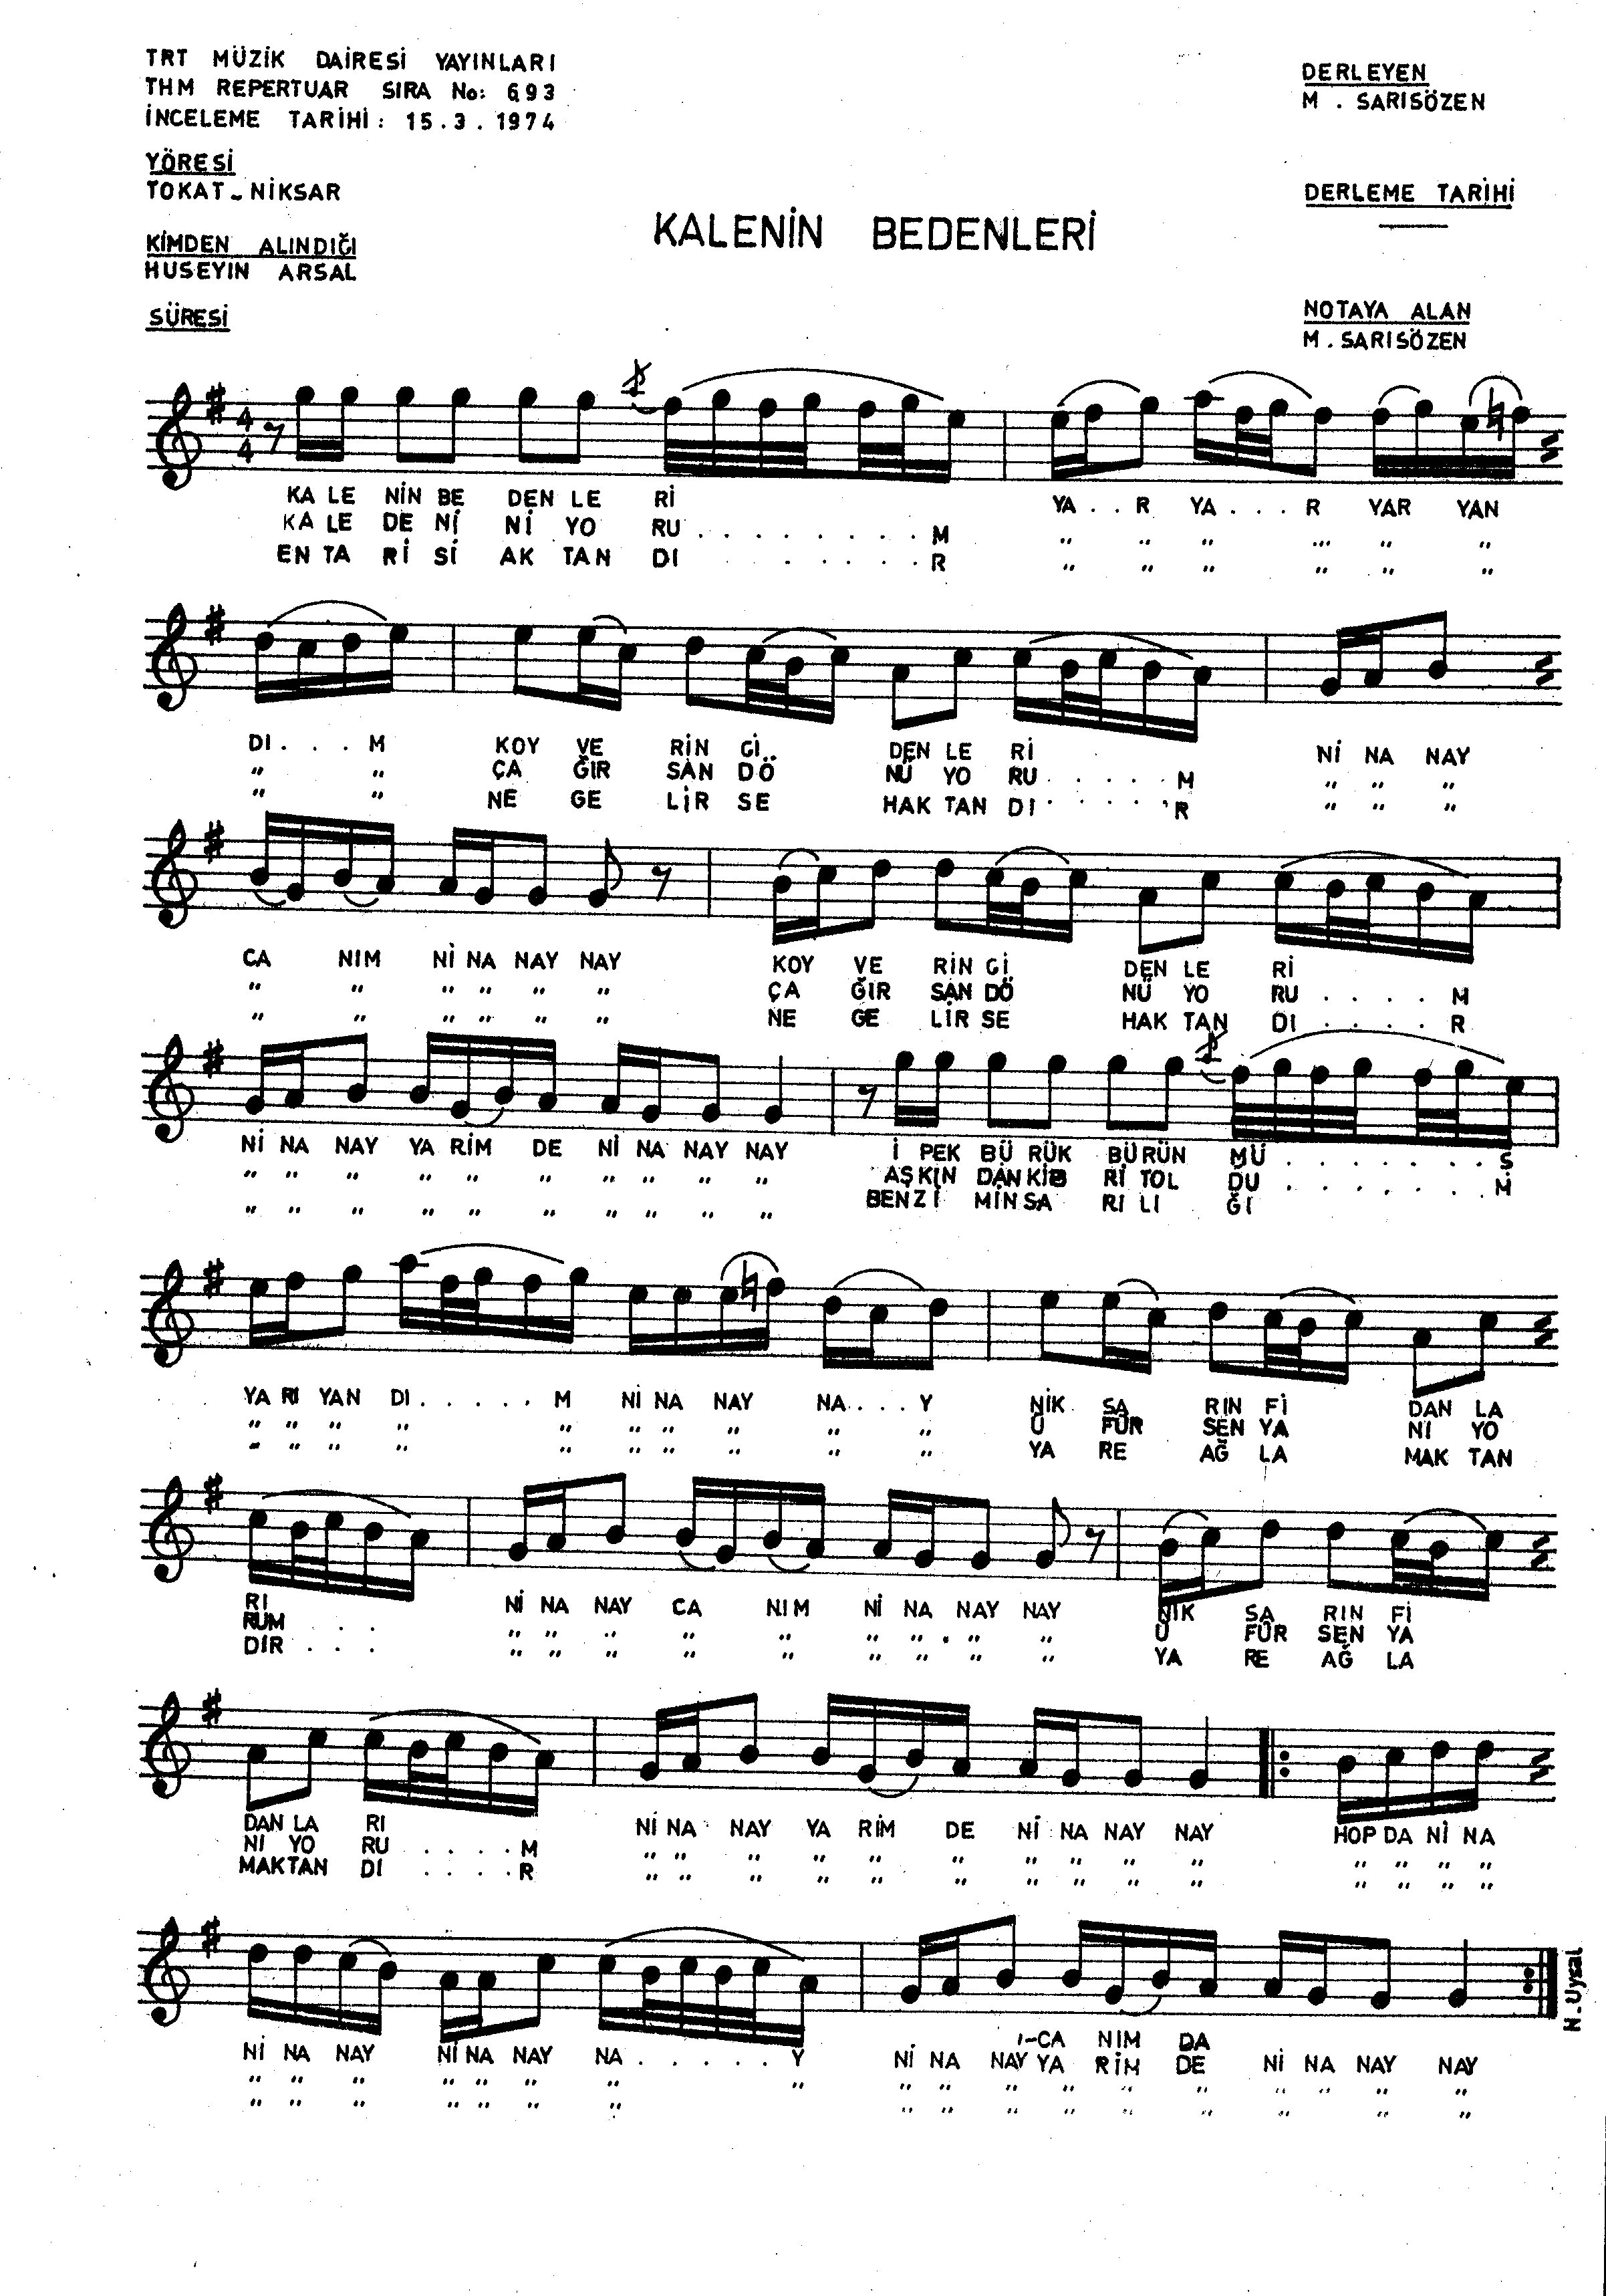 TRT MÜZİK DAİRESİ YAYINLARI
THM REPERTUAR SIRA No: 693
İNCELEME TARİHİ: 15.3.1974
YÖRESİ
TOKAT-NİKSAR
KİMDEN ALINDIĞI
HÜSEYİN ARSAL
SÜRESİ
KALENİN BEDENLERİ
DERLEYEN
M. SARISÖZEN
DERLEME TARİHİ
NOTAYA ALAN
M. SARISÖZEN
4
4
KA LE NİN BE DEN LE Rİ YA . . R YA . . . R YAR YAN
KA LE DE Nİ Nİ YO RU . . . . . . . . M " " " " " "
EN TA Rİ Sİ AK TAN DI . . . . . . R " " " " " "
DI . . . M KOY VE RİN Gİ DEN LE Rİ Nİ NA NAY
" " ÇA ĞIR SAN DÖ NÜ YO RU . . . . . M " " "
" " NE GE LİR SE HAK TAN DI . . . . . R " " "
CA NIM Nİ NA NAY NAY KOY VE RİN Gİ DEN LE Rİ
" " " " " " ÇA ĞIR SAN DÖ NÜ YO RU . . . . M
" " " " " " NE GE LİR SE HAK TAN DI . . . . R
Nİ NA NAY YA RİM DE Nİ NA NAY NAY İ PEK BÜ RÜK BÜ RÜN MÜ . . . . . . . Ş
" " " " " " " " " " AŞ KIN DAN KİB Rİ TOL DU . . . . . . . M
" " " " " " " " " " BEN Zİ MİN SA RI LI ĞI
YA RI YAN DI . . . . . M Nİ NA NAY NA . . . Y NİK SA RIN Fİ DAN LA
" " " " " " " " " " Ü FÜR SEN YA NI YO
" " " " " " " " " " YA RE AĞ LA MAK TAN
RI Nİ NA NAY CA NIM Nİ NA NAY NAY NİK SA RIN Fİ
RUM . . . " " " " " " " " " Ü FÜR SEN YA
DIR . . . " " " " " " " " " YA RE AĞ LA
DAN LA RI Nİ NA NAY YA RİM DE Nİ NA NAY NAY HOP DA Nİ NA
NI YO RU . . . . M " " " " " " " " " " " " " "
MAK TAN DI . . . . R " " " " " " " " " " " " " "
Nİ NA NAY Nİ NA NAY NA . . . . . Y Nİ NA NAY YA RİM DE Nİ NA NAY NAY
-CA NIM DA
" " " " " " " " " " " " " " " " " "
" " " " " " " " " " " " " " " " "
N. Uysal